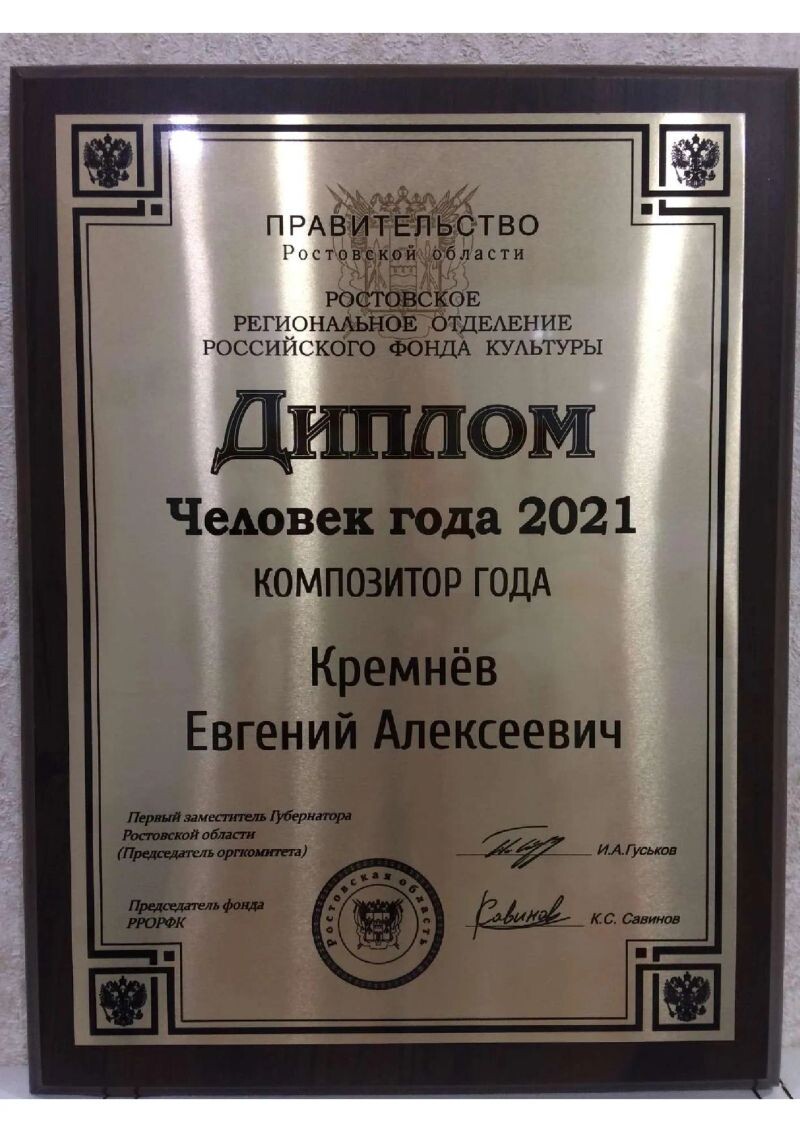 ПРАВИТЕЛЬСТВО
Ростовской области
РОСТОВСКОЕ
РЕГИОНАЛЬНОЕ ОТДЕЛЕНИЕ
РОССИЙСКОГО ФОНДА КУЛЬТУРЫ
Диплом
Человек года 2021
КОМПОЗИТОР ГОДА
Кремнёв
Евгений Алексеевич
Первый заместитель Губернатора
Ростовской области
(Председатель оргкомитета)
И.А.Гуськов
Председатель фонда
РРОРФК
Савинов
К.С. Савинов
Ростовская область